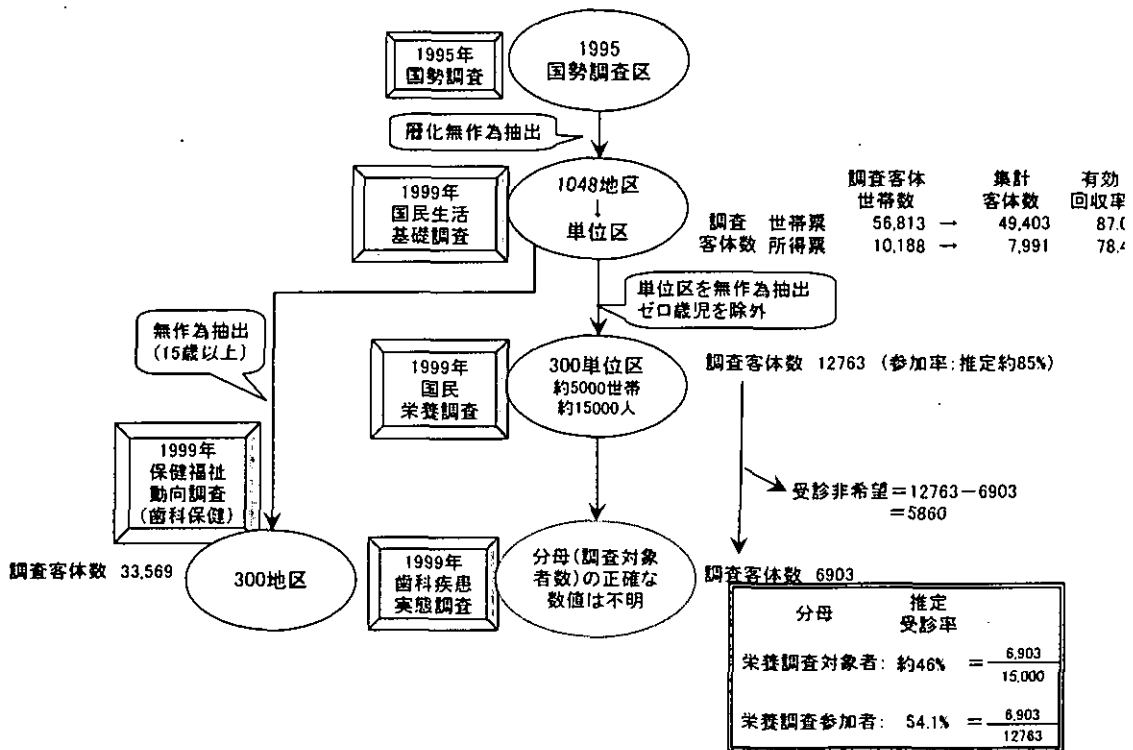 1995年
国勢調査
1995
国勢調査区
層化無作為抽出
1999年
国民生活
基礎調査
1048地区
↓
単位区
調査客体 集計 有効
世帯数 客体数 回収率
調査 世帯票 56,813 → 49,403 87.0
客体数 所得票 10,188 → 7,991 78.4
単位区を無作為抽出
ゼロ歳児を除外
無作為抽出
(15歳以上)
1999年
国民
栄養調査
300単位区
約5000世帯
約15000人
調査客体数 12763 (参加率:推定約85%)
1999年
保健福祉
動向調査
(歯科保健)
受診非希望=12763-6903
=5860
調査客体数 33,569
300地区
1999年
歯科疾患
実態調査
分母(調査対象
者数)の正確な
数値は不明
調査客体数 6903
分母 推定
受診率
栄養調査対象者: 約46% = 6,903
15,000
栄養調査参加者: 54.1% = 6,903
12763